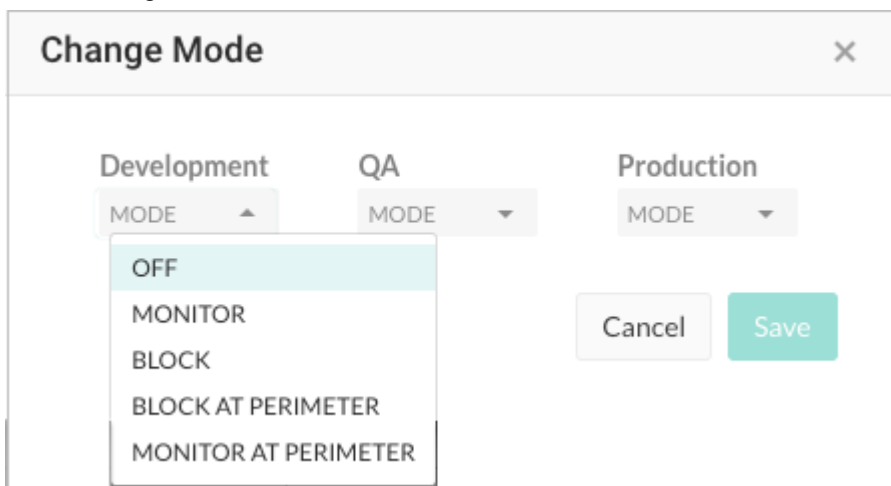 Change Mode
Development QA Production
MODE MODE MODE
OFF
MONITOR
BLOCK
BLOCK AT PERIMETER
MONITOR AT PERIMETER
Cancel Save